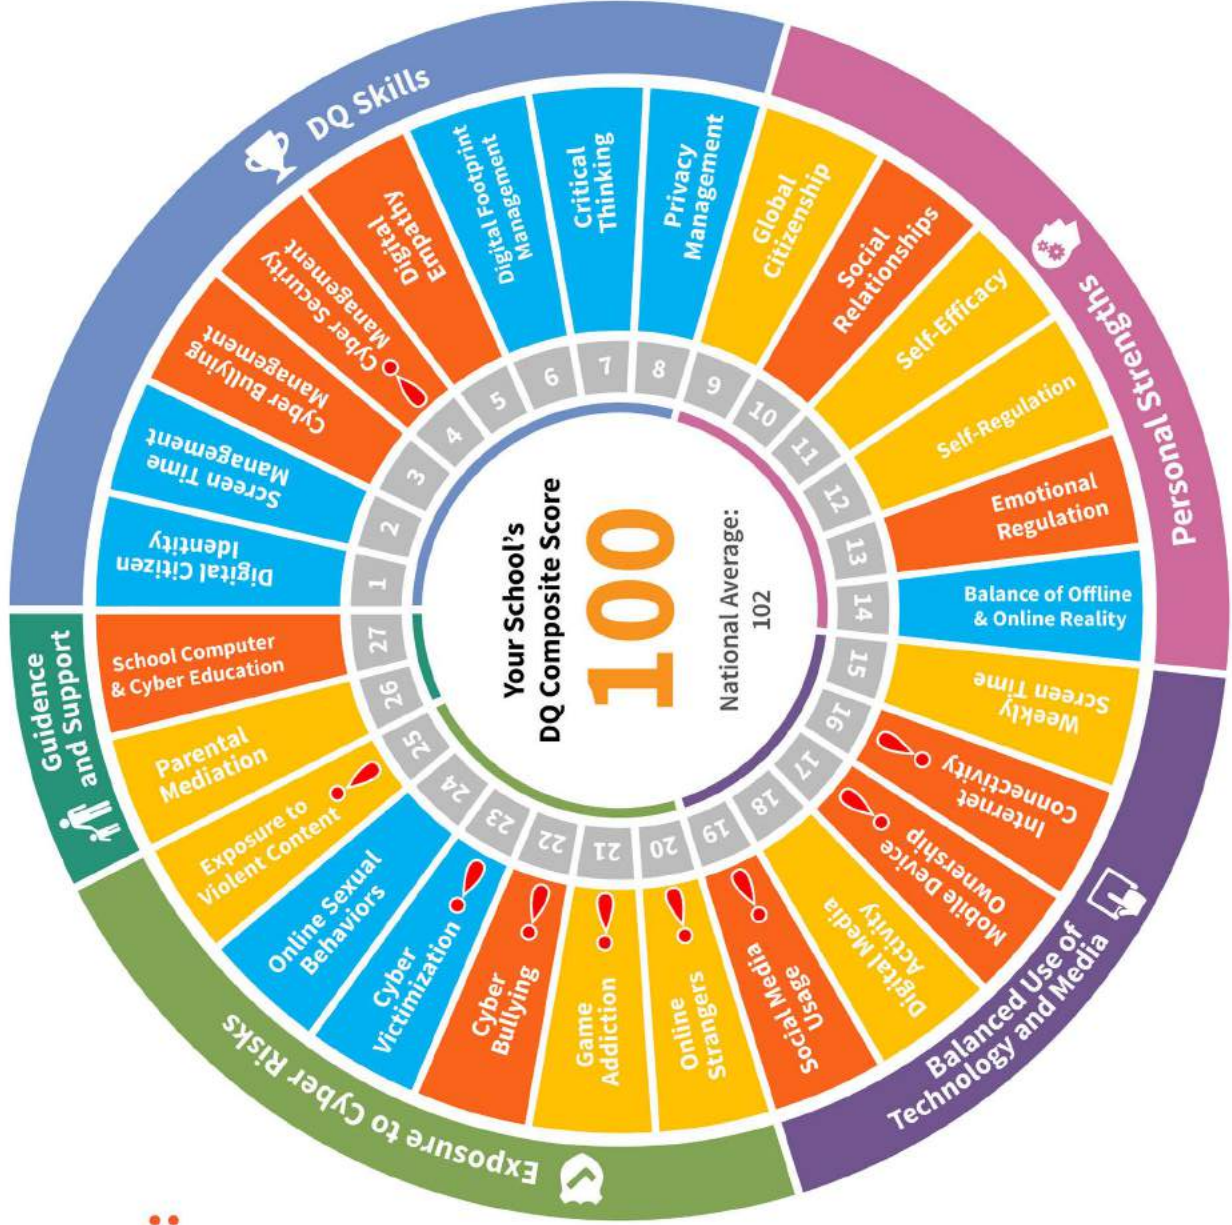 Your School's
DQ Composite Score
100
National Average:
102
DQ Skills
1
Digital Citizen
Identity
2
Screen Time
Management
3
Cyber Bullying
Management
4
Cyber Security
Management
5
Digital
Empathy
6
Digital Footprint
Management
7
Critical
Thinking
8
Privacy
Management
Personal Strengths
9
Global
Citizenship
10
Social
Relationships
11
Self-Efficacy
12
Self-Regulation
13
Emotional
Regulation
14
Balance of Offline
& Online Reality
Balanced Use of
Technology and Media
15
Weekly
Screen Time
16
Internet
Connectivity
17
Mobile Device
Ownership
18
Digital Media
Activity
19
Social Media
Usage
Exposure to Cyber Risks
20
Online
Strangers
21
Game
Addiction
22
Cyber
Bullying
23
Cyber
Victimization
24
Online Sexual
Behaviors
25
Exposure to
Violent Content
Guidence
and Support
26
Parental
Mediation
27
School Computer
& Cyber Education